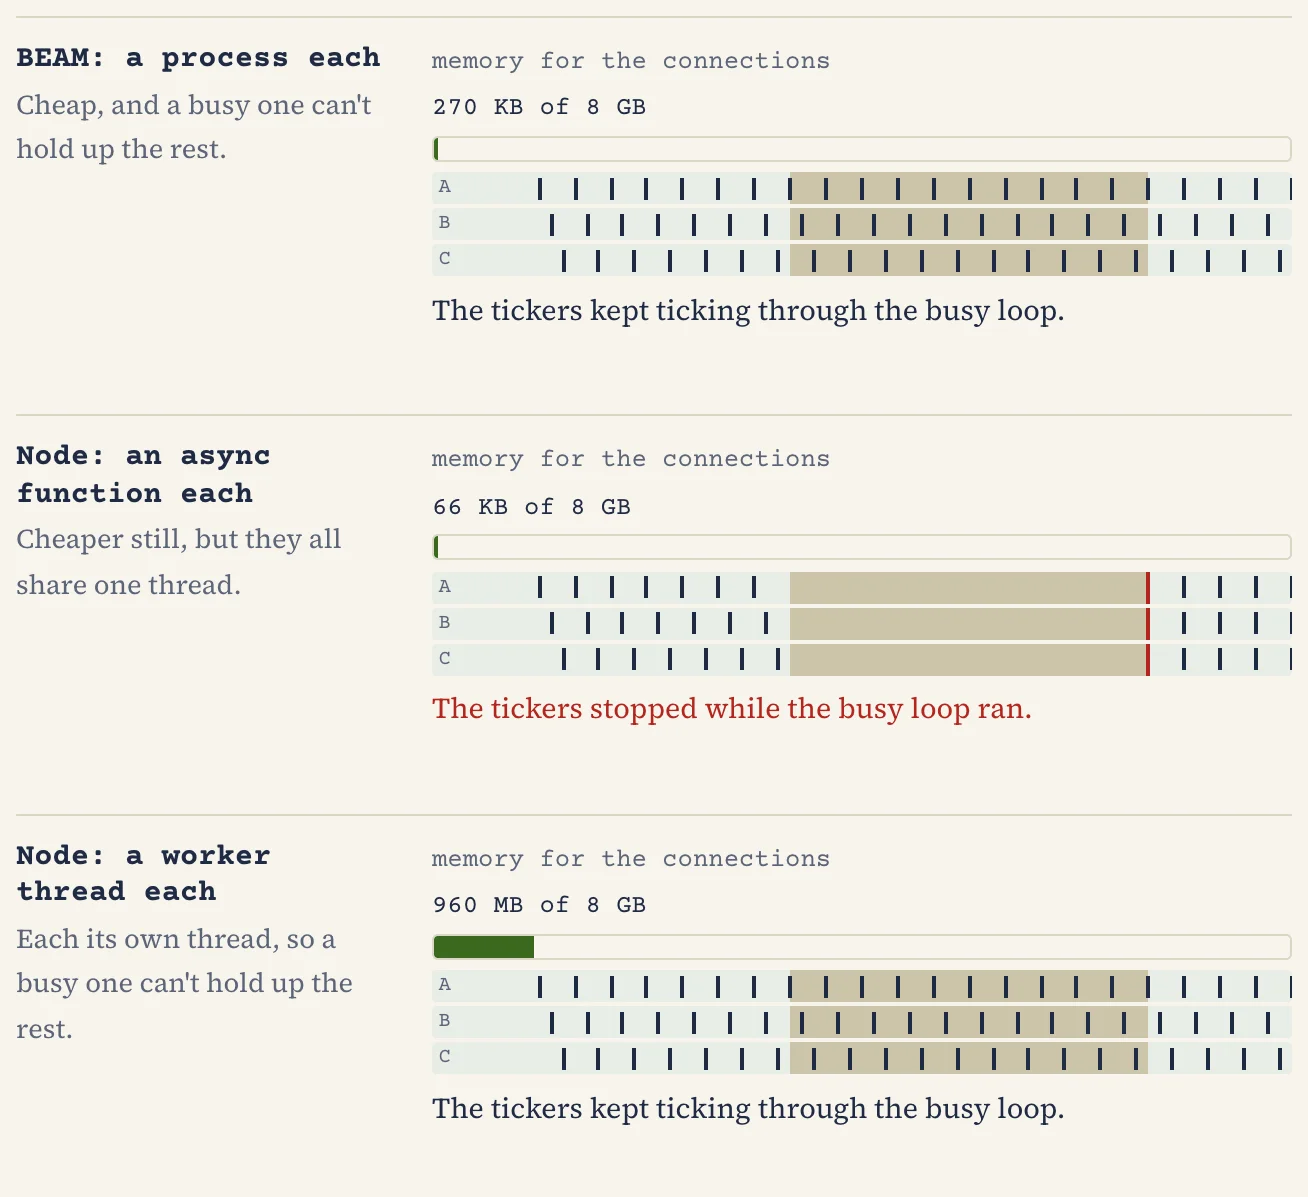 BEAM: a process each
Cheap, and a busy one can't
hold up the rest.
memory for the connections
270 KB of 8 GB
A
B
C
The tickers kept ticking through the busy loop.
Node: an async
function each
Cheaper still, but they all
share one thread.
memory for the connections
66 KB of 8 GB
A
B
C
The tickers stopped while the busy loop ran.
Node: a worker
thread each
Each its own thread, so a
busy one can't hold up the
rest.
memory for the connections
960 MB of 8 GB
A
B
C
The tickers kept ticking through the busy loop.